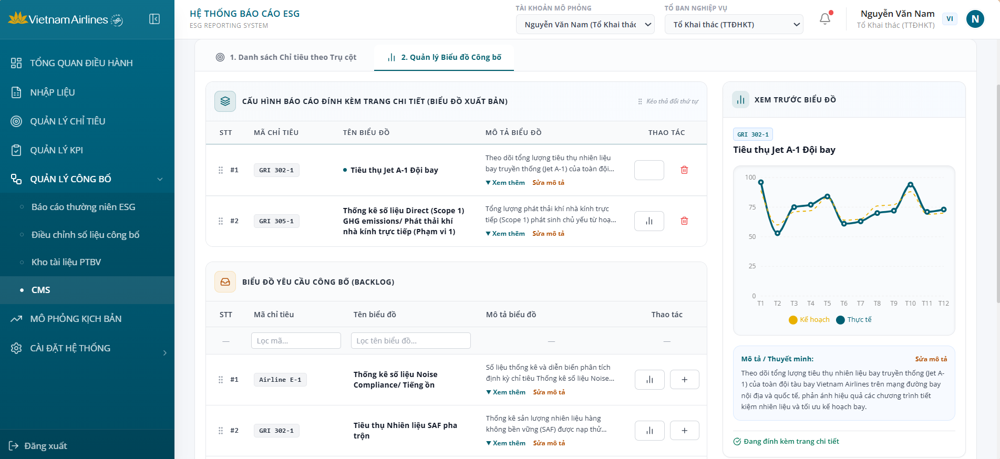 Vietnam Airlines
HỆ THỐNG BÁO CÁO ESG
ESG REPORTING SYSTEM
TÀI KHOẢN MÔ PHỎNG
Nguyễn Văn Nam (Tổ Khai thác
TỔ BAN NGHIỆP VỤ
Tổ Khai thác (TTĐHKT)
Nguyễn Văn Nam
Tổ Khai thác (TTĐHKT)
VI
N
TỔNG QUAN ĐIỀU HÀNH
NHẬP LIỆU
QUẢN LÝ CHỈ TIÊU
QUẢN LÝ KPI
QUẢN LÝ CÔNG BỐ
Báo cáo thường niên ESG
Điều chỉnh số liệu công bố
Kho tài liệu PTBV
CMS
MÔ PHỎNG KỊCH BẢN
CÀI ĐẶT HỆ THỐNG
Đăng xuất
1. Danh sách Chỉ tiêu theo Trụ cột
2. Quản lý Biểu đồ Công bố
CẤU HÌNH BÁO CÁO ĐÍNH KÈM TRANG CHI TIẾT (BIỂU ĐỒ XUẤT BẢN)
Kéo thả đổi thứ tự
STT MÃ CHỈ TIÊU TÊN BIỂU ĐỒ MÔ TẢ BIỂU ĐỒ THAO TÁC
#1 GRI 302-1 Tiêu thụ Jet A-1 Đội bay
Theo dõi tổng lượng tiêu thụ nhiên liệu
bay truyền thống (Jet A-1) của toàn đội...
▼ Xem thêm Sửa mô tả
#2 GRI 305-1
Thống kê số liệu Direct (Scope 1)
GHG emissions/ Phát thải khí
nhà kính trực tiếp (Phạm vi 1)
Tổng lượng phát thải khí nhà kính trực
tiếp (Scope 1) phát sinh chủ yếu từ hoạ...
▼ Xem thêm Sửa mô tả
BIỂU ĐỒ YÊU CẦU CÔNG BỐ (BACKLOG)
STT Mã chỉ tiêu Tên biểu đồ Mô tả biểu đồ Thao tác
— Lọc mã... Lọc tên biểu đồ... — —
#1 Airline E-1
Thống kê số liệu Noise
Compliance/ Tiếng ồn
Số liệu thống kê và diễn biến phân tích
định kỳ chỉ tiêu Thống kê số liệu Noise...
▼ Xem thêm Sửa mô tả
+
#2 GRI 302-1
Tiêu thụ Nhiên liệu SAF pha
trộn
Thống kê sản lượng nhiên liệu hàng
không bền vững (SAF) được nạp thử...
▼ Xem thêm Sửa mô tả
+
XEM TRƯỚC BIỂU ĐỒ
GRI 302-1
Tiêu thụ Jet A-1 Đội bay
100
75
50
25
0
T1 T2 T3 T4 T5 T6 T7 T8 T9 T10 T11 T12
Kế hoạch Thực tế
Mô tả / Thuyết minh: Sửa mô tả
Theo dõi tổng lượng tiêu thụ nhiên liệu bay truyền thống (Jet A-
1) của toàn đội tàu bay Vietnam Airlines trên mạng đường bay
nội địa và quốc tế, phản ánh hiệu quả các chương trình tiết
kiệm nhiên liệu và tối ưu kế hoạch bay.
Đang đính kèm trang chi tiết